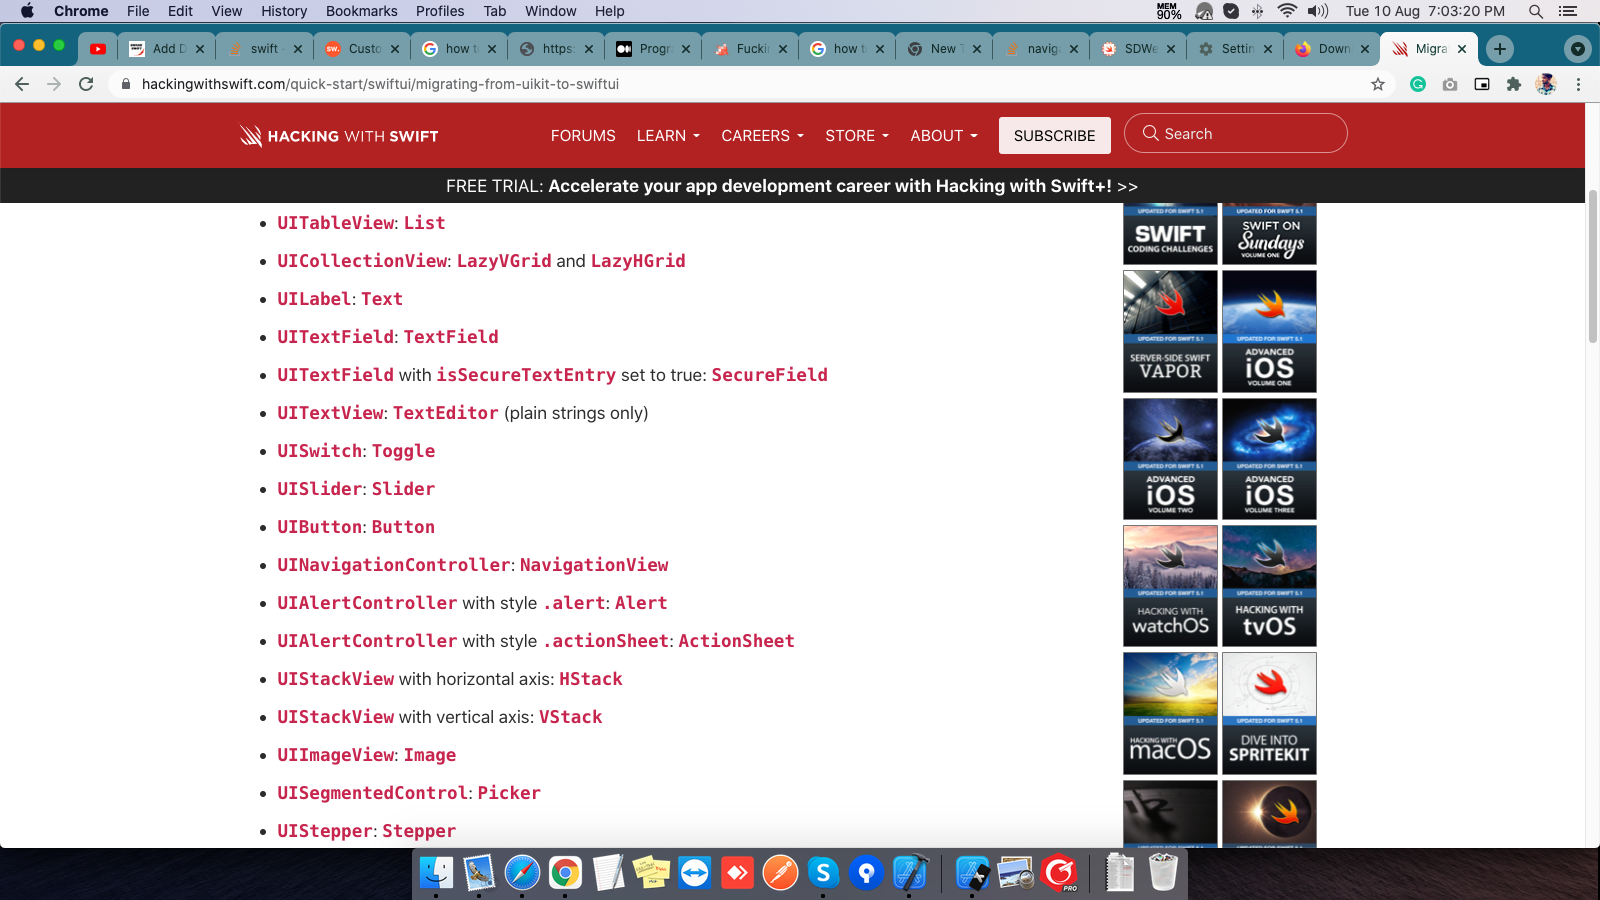 Chrome File Edit View History Bookmarks Profiles Tab Window Help MEM 90% Tue 10 Aug 7:03:20 PM
Add D swift - Custo how t https: Progra Fuckin how t New T naviga SDWe Settin Down Migra
hackingwithswift.com/quick-start/swiftui/migrating-from-uikit-to-swiftui
HACKING WITH SWIFT FORUMS LEARN CAREERS STORE ABOUT SUBSCRIBE Search
FREE TRIAL: Accelerate your app development career with Hacking with Swift+! >>
UITableView: List
UICollectionView: LazyVGrid and LazyHGrid
UILabel: Text
UITextField: TextField
UITextField with isSecureTextEntry set to true: SecureField
UITextView: TextEditor (plain strings only)
UISwitch: Toggle
UISlider: Slider
UIButton: Button
UINavigationController: NavigationView
UIAlertController with style .alert: Alert
UIAlertController with style .actionSheet: ActionSheet
UIStackView with horizontal axis: HStack
UIStackView with vertical axis: VStack
UIImageView: Image
UISegmentedControl: Picker
UIStepper: Stepper
UPDATED FOR SWIFT 5.1
SWIFT
CODING CHALLENGES
UPDATED FOR SWIFT 5.1
SWIFT ON
Sundays
VOLUME ONE
UPDATED FOR SWIFT 5.1
SERVER-SIDE SWIFT
VAPOR
UPDATED FOR SWIFT 5.1
ADVANCED
iOS
VOLUME ONE
UPDATED FOR SWIFT 5.1
ADVANCED
iOS
VOLUME TWO
UPDATED FOR SWIFT 5.1
ADVANCED
iOS
VOLUME THREE
UPDATED FOR SWIFT 5.1
HACKING WITH
watchOS
UPDATED FOR SWIFT 5.1
HACKING WITH
tvOS
UPDATED FOR SWIFT 5.1
HACKING WITH
macOS
UPDATED FOR SWIFT 5.1
DIVE INTO
SPRITEKIT
PRO